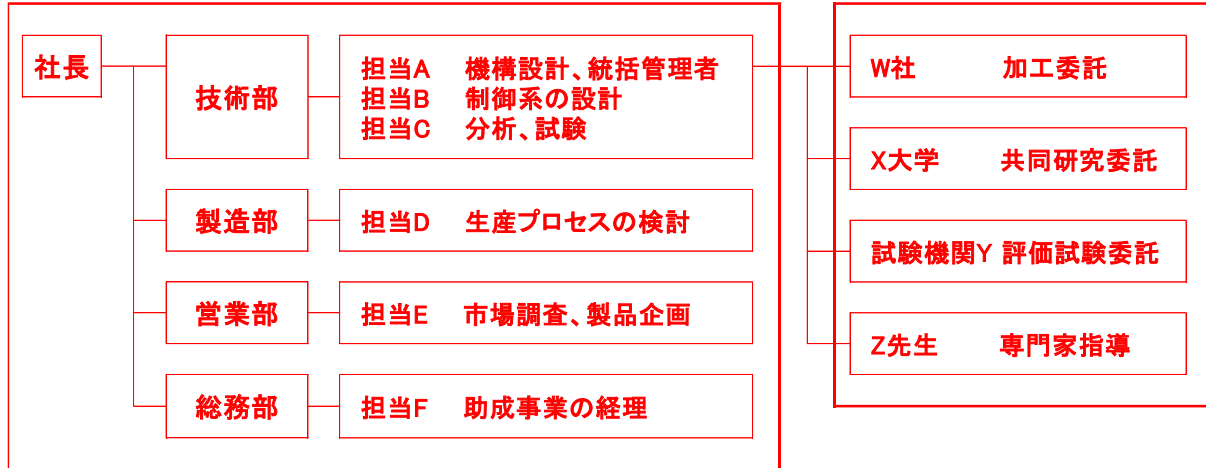 社長
技術部
担当A 機構設計、統括管理者
担当B 制御系の設計
担当C 分析、試験
製造部
担当D 生産プロセスの検討
営業部
担当E 市場調査、製品企画
総務部
担当F 助成事業の経理
W社 加工委託
X大学 共同研究委託
試験機関Y 評価試験委託
Z先生 専門家指導